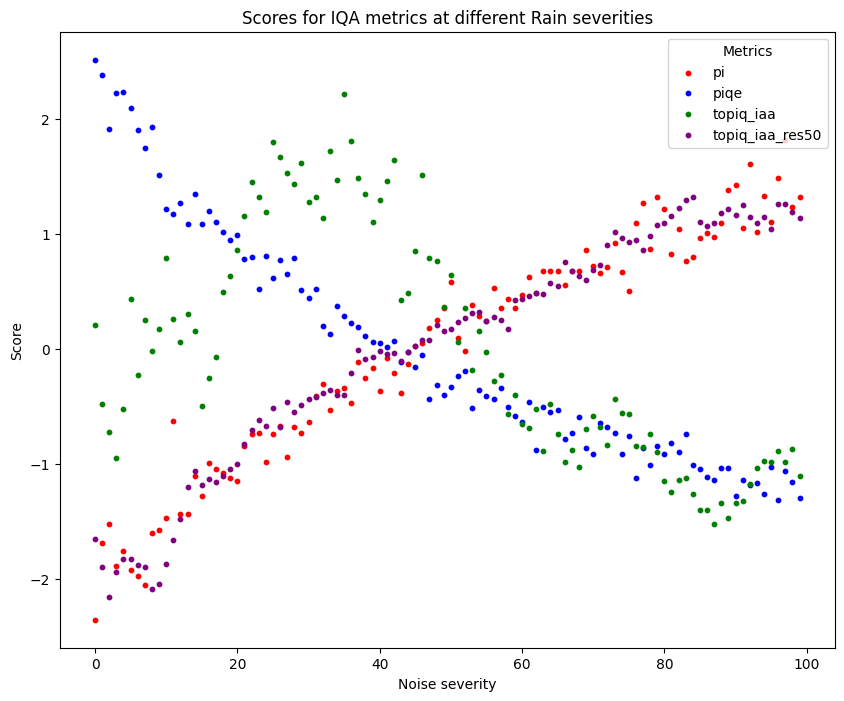 Scores for IQA metrics at different Rain severities
Metrics
pi
piqe
topiq_iaa
topiq_iaa_res50
2
1
0
−1
−2
Score
0 20 40 60 80 100
Noise severity